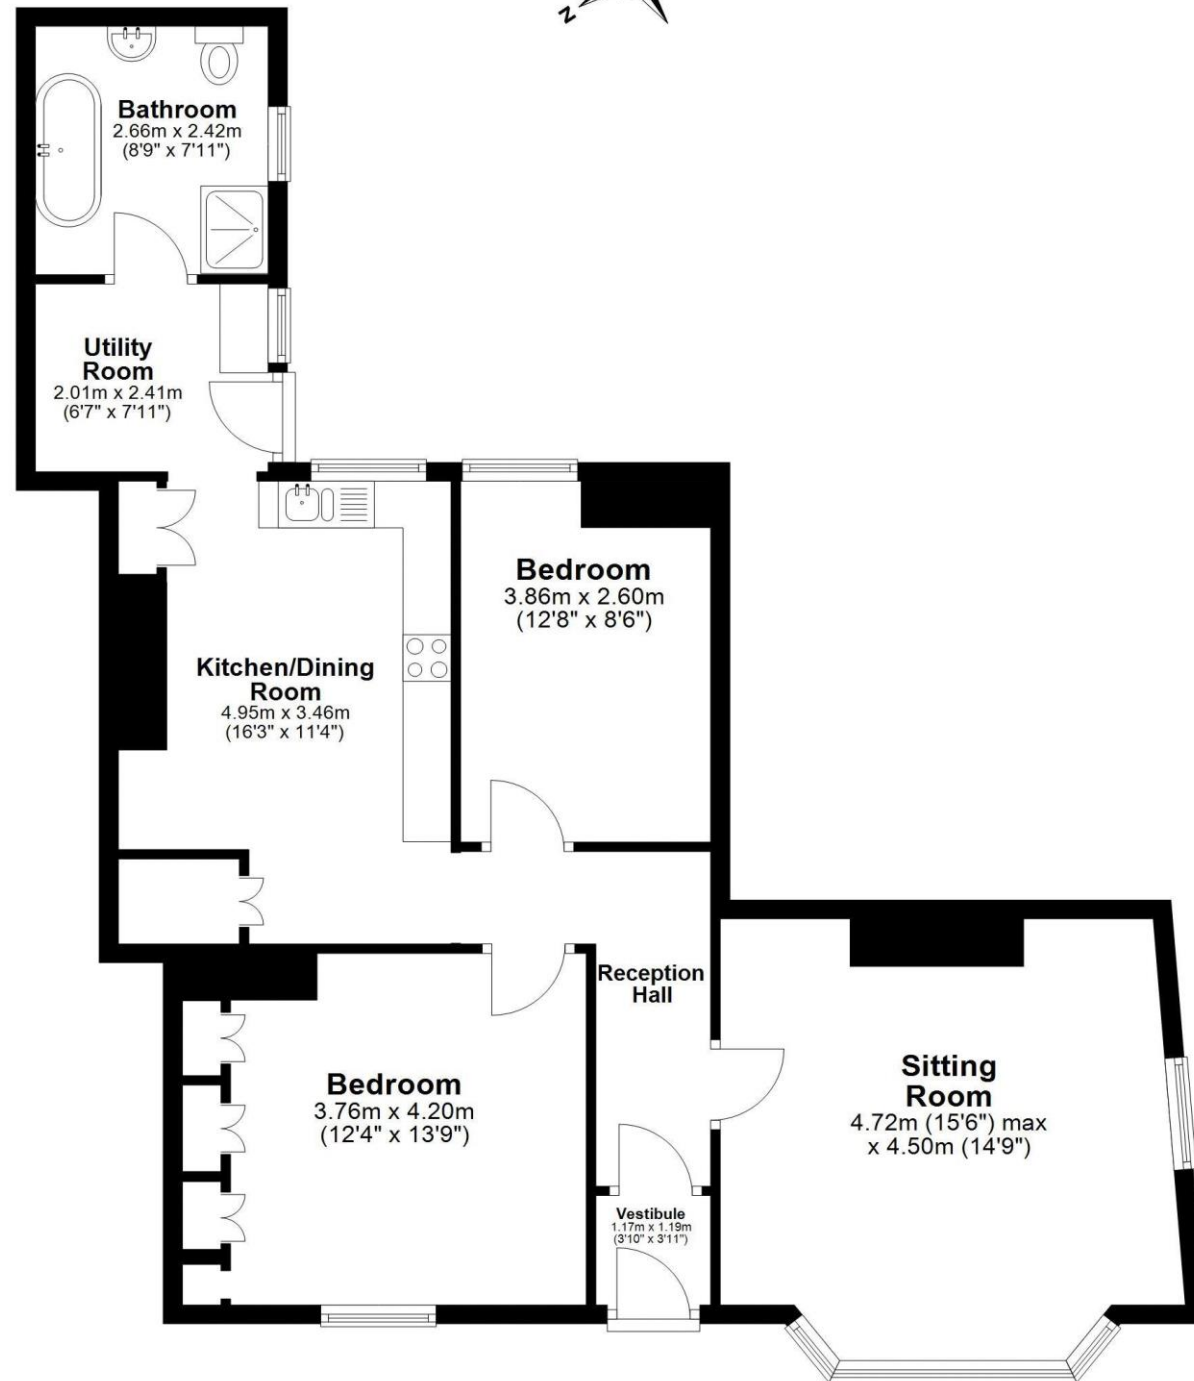 N
Bathroom
2.66m x 2.42m
(8'9" x 7'11")
Utility
Room
2.01m x 2.41m
(6'7" x 7'11")
Bedroom
3.86m x 2.60m
(12'8" x 8'6")
Kitchen/Dining
Room
4.95m x 3.46m
(16'3" x 11'4")
Reception
Hall
Bedroom
3.76m x 4.20m
(12'4" x 13'9")
Sitting
Room
4.72m (15'6") max
x 4.50m (14'9")
Vestibule
1.17m x 1.19m
(3'10" x 3'11")